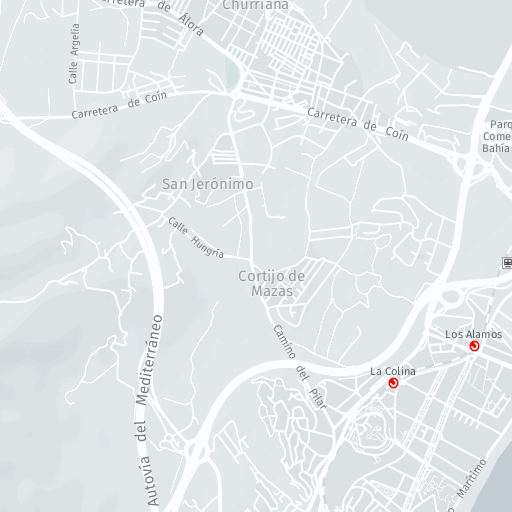 Carretera de Álora
Churriana
Calle Argelia
Carretera de Coín
Carretera de Coín
Parq
Come
Bahía
San Jerónimo
Calle Hungría
Cortijo de
Mazas
Autovía del Mediterráneo
Camino del Pilar
Los Alamos
La Colina
o Marítimo